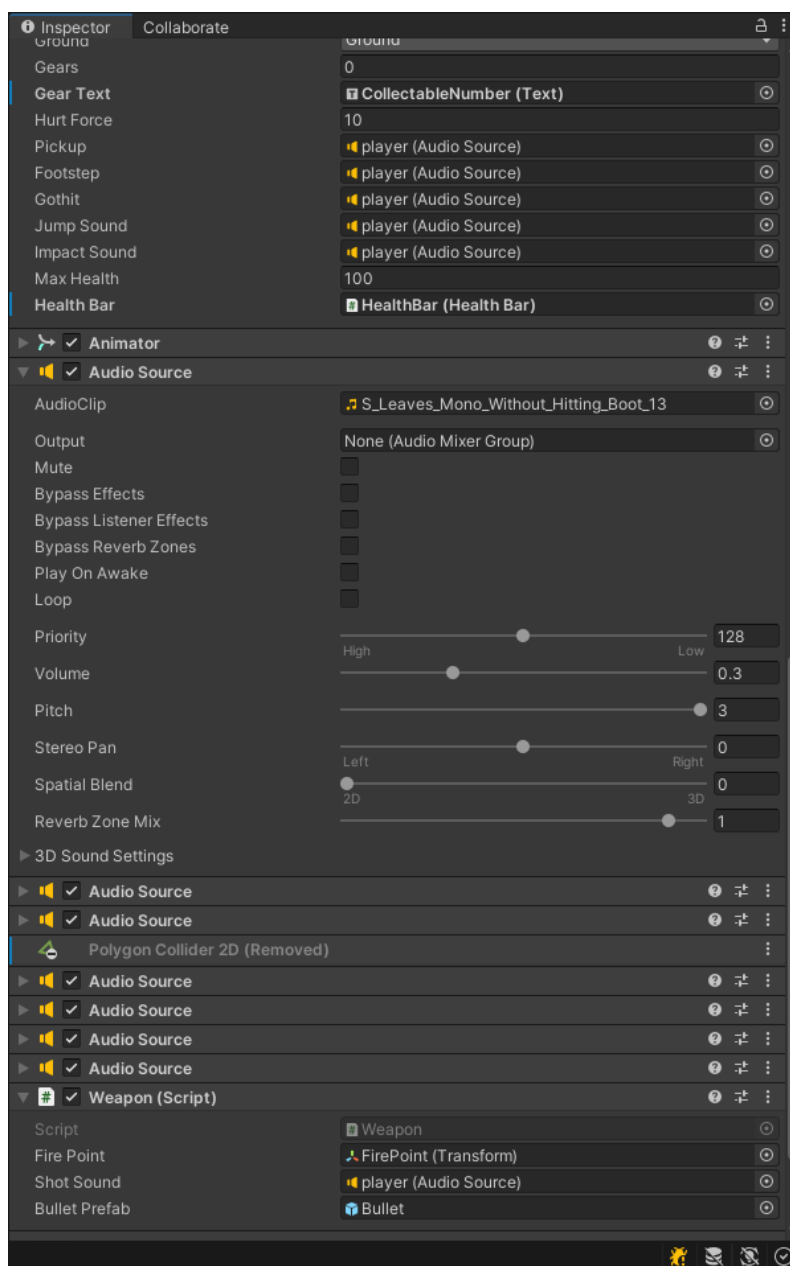 Inspector Collaborate
Ground Ground
Gears 0
Gear Text CollectableNumber (Text)
Hurt Force 10
Pickup player (Audio Source)
Footstep player (Audio Source)
Gothit player (Audio Source)
Jump Sound player (Audio Source)
Impact Sound player (Audio Source)
Max Health 100
Health Bar # HealthBar (Health Bar)
Animator
Audio Source
AudioClip S_Leaves_Mono_Without_Hitting_Boot_13
Output None (Audio Mixer Group)
Mute
Bypass Effects
Bypass Listener Effects
Bypass Reverb Zones
Play On Awake
Loop
Priority 128
High Low
Volume 0.3
Pitch 3
Stereo Pan 0
Left Right
Spatial Blend 0
2D 3D
Reverb Zone Mix 1
3D Sound Settings
Audio Source
Audio Source
Polygon Collider 2D (Removed)
Audio Source
Audio Source
Audio Source
Audio Source
# Weapon (Script)
Script # Weapon
Fire Point FirePoint (Transform)
Shot Sound player (Audio Source)
Bullet Prefab Bullet